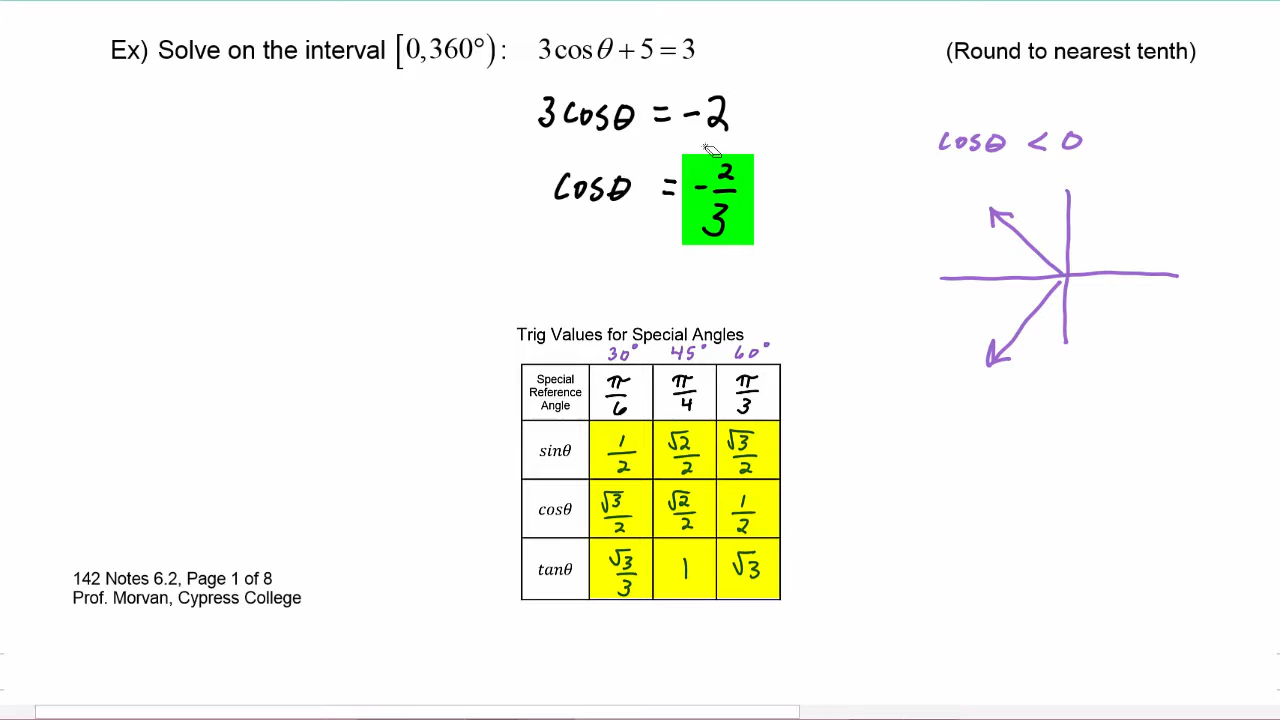 Ex) Solve on the interval [0,360°): 3cosθ+5=3 (Round to nearest tenth)
3cosθ = -2
cosθ < 0
cosθ = -2/3
Trig Values for Special Angles
30° 45° 60°
Special Reference Angle π/6 π/4 π/3
sinθ 1/2 √2/2 √3/2
cosθ √3/2 √2/2 1/2
tanθ √3/3 1 √3
142 Notes 6.2, Page 1 of 8
Prof. Morvan, Cypress College